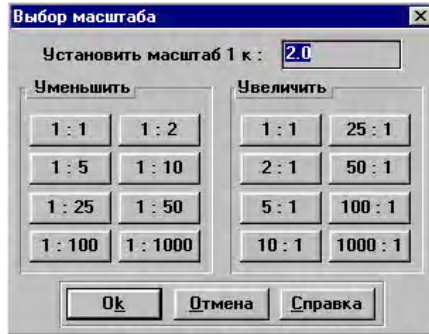 Выбор масштаба
Установить масштаб 1 к : 2.0
Уменьшить Увеличить
1 : 1 1 : 2 1 : 1 25 : 1
1 : 5 1 : 10 2 : 1 50 : 1
1 : 25 1 : 50 5 : 1 100 : 1
1 : 100 1 : 1000 10 : 1 1000 : 1
Ok Отмена Справка